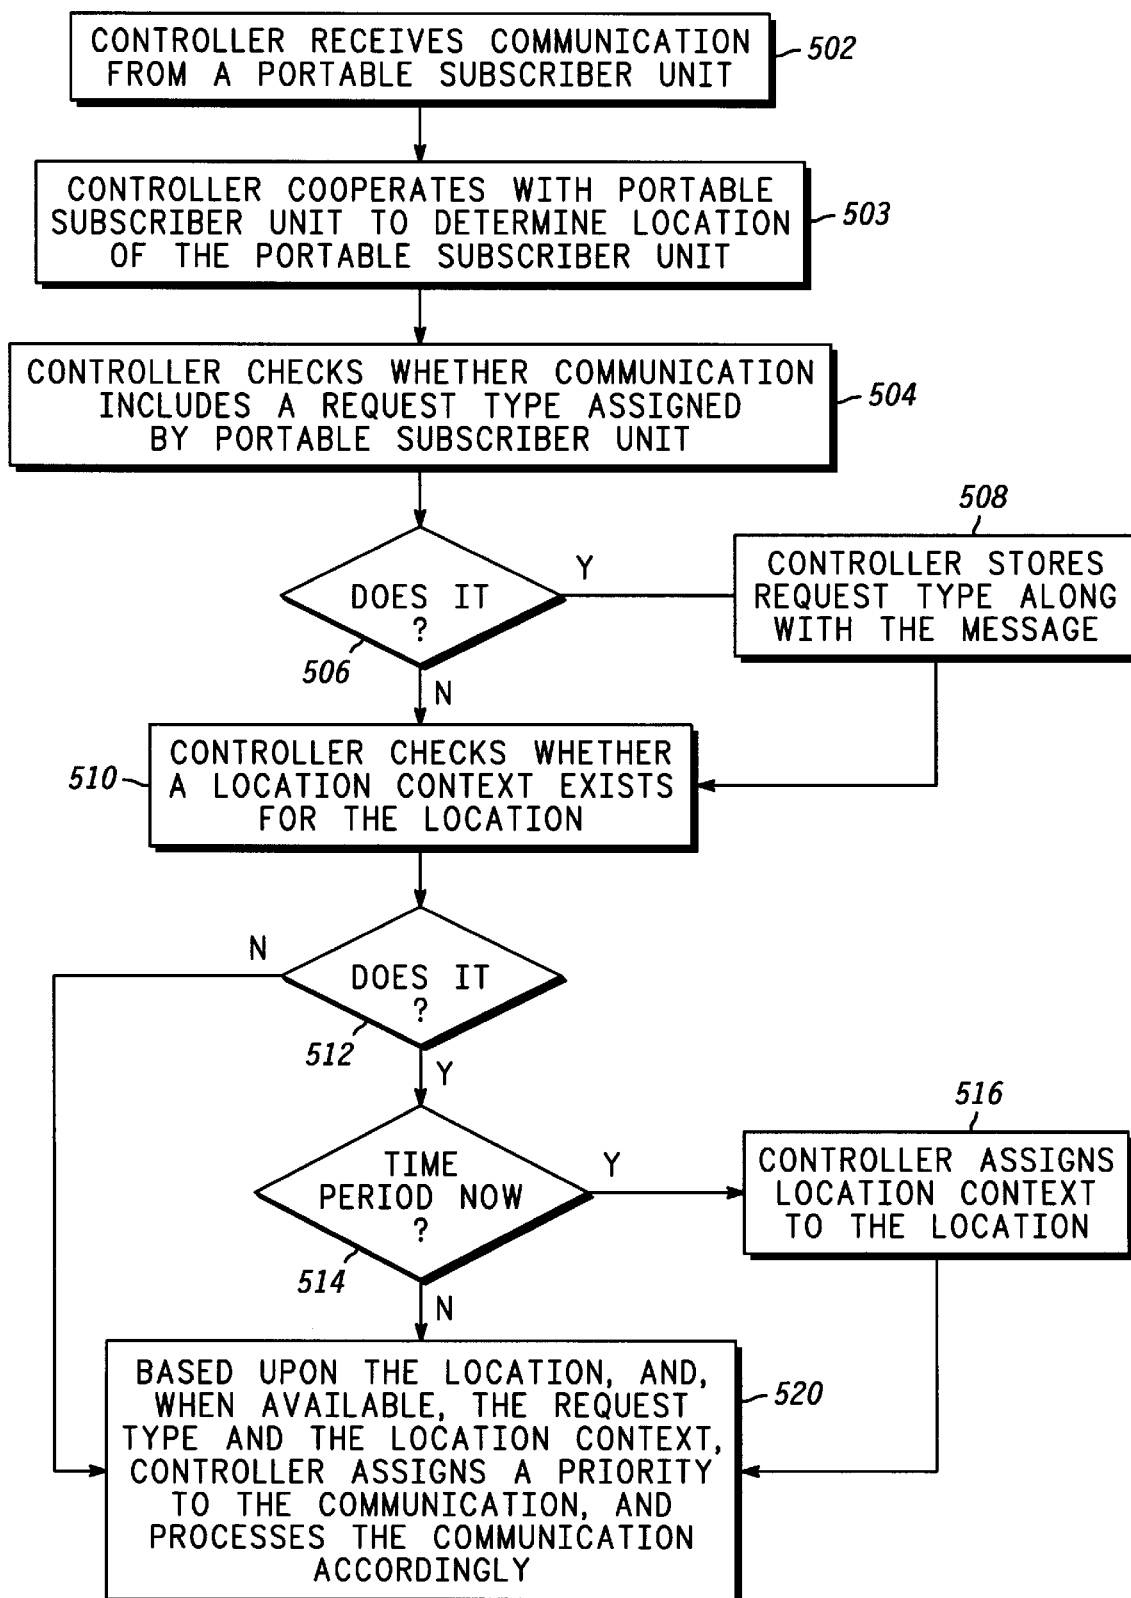 CONTROLLER RECEIVES COMMUNICATION
FROM A PORTABLE SUBSCRIBER UNIT
502
CONTROLLER COOPERATES WITH PORTABLE
SUBSCRIBER UNIT TO DETERMINE LOCATION
OF THE PORTABLE SUBSCRIBER UNIT
503
CONTROLLER CHECKS WHETHER COMMUNICATION
INCLUDES A REQUEST TYPE ASSIGNED
BY PORTABLE SUBSCRIBER UNIT
504
DOES IT
?
506
Y
N
508
CONTROLLER STORES
REQUEST TYPE ALONG
WITH THE MESSAGE
510
CONTROLLER CHECKS WHETHER
A LOCATION CONTEXT EXISTS
FOR THE LOCATION
N
DOES IT
?
512
Y
TIME
PERIOD NOW
?
514
Y
N
516
CONTROLLER ASSIGNS
LOCATION CONTEXT
TO THE LOCATION
BASED UPON THE LOCATION, AND,
WHEN AVAILABLE, THE REQUEST
TYPE AND THE LOCATION CONTEXT,
CONTROLLER ASSIGNS A PRIORITY
TO THE COMMUNICATION, AND
PROCESSES THE COMMUNICATION
ACCORDINGLY
520